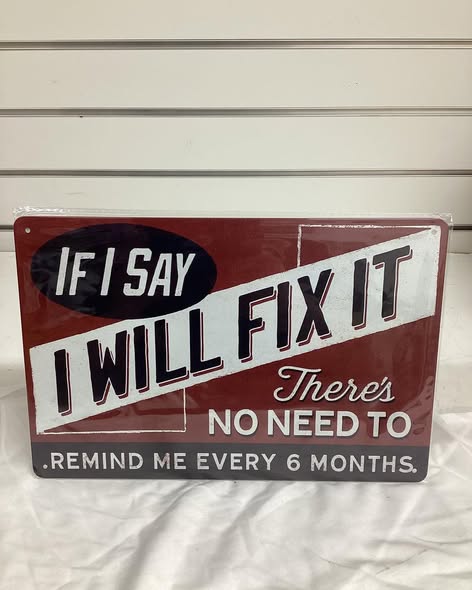 IF I SAY
I WILL FIX IT
There's
NO NEED TO
.REMIND ME EVERY 6 MONTHS.